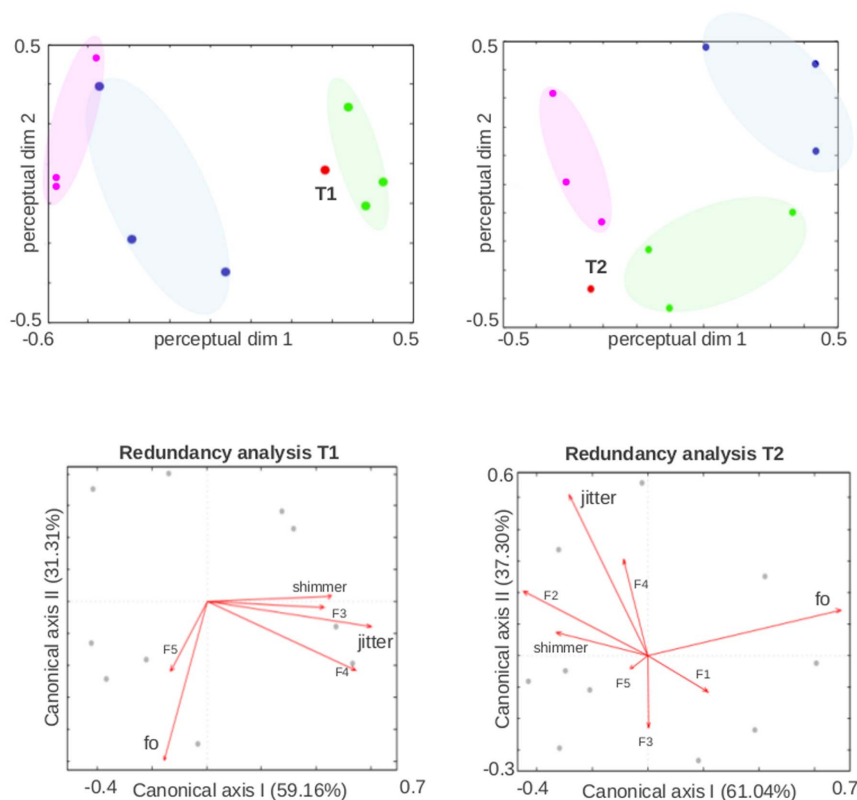 0.5
perceptual dim 2
T1
-0.5
-0.6
perceptual dim 1
0.5
0.5
perceptual dim 2
T2
-0.5
-0.5
perceptual dim 1
0.5
Redundancy analysis T1
Canonical axis II (31.31%)
shimmer
F3
jitter
F4
F5
fo
-0.4
Canonical axis I (59.16%)
0.7
Redundancy analysis T2
0.6
Canonical axis II (37.30%)
jitter
F4
F2
fo
shimmer
F5
F1
F3
-0.3
-0.4
Canonical axis I (61.04%)
0.7